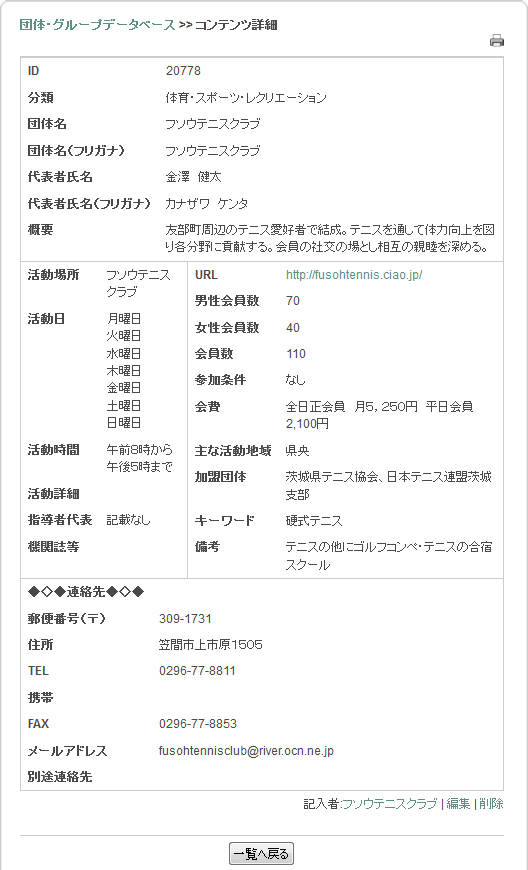 団体・グループデータベース >> コンテンツ詳細
ID 20778
分類 体育・スポーツ・レクリエーション
団体名 フソウテニスクラブ
団体名(フリガナ) フソウテニスクラブ
代表者氏名 金澤　健太
代表者氏名(フリガナ) カナザワ　ケンタ
概要 友部町周辺のテニス愛好者で結成。テニスを通して体力向上を図
り各分野に貢献する。会員の社交の場とし相互の親睦を深める。
活動場所 フソウテニス
クラブ
活動日 月曜日
火曜日
水曜日
木曜日
金曜日
土曜日
日曜日
活動時間 午前8時から
午後5時まで
活動詳細
指導者代表 記載なし
機関誌等
URL http://fusohtennis.ciao.jp/
男性会員数 70
女性会員数 40
会員数 110
参加条件 なし
会費 全日正会員　月5，250円　平日会員
2,100円
主な活動地域 県央
加盟団体 茨城県テニス協会、日本テニス連盟茨城
支部
キーワード 硬式テニス
備考 テニスの他にゴルフコンペ・テニスの合宿
スクール
◆◇◆連絡先◆◇◆
郵便番号(〒) 309-1731
住所 笠間市上市原1505
TEL 0296-77-8811
携帯
FAX 0296-77-8853
メールアドレス fusohtennisclub@river.ocn.ne.jp
別途連絡先
記入者:フソウテニスクラブ | 編集 | 削除
一覧へ戻る